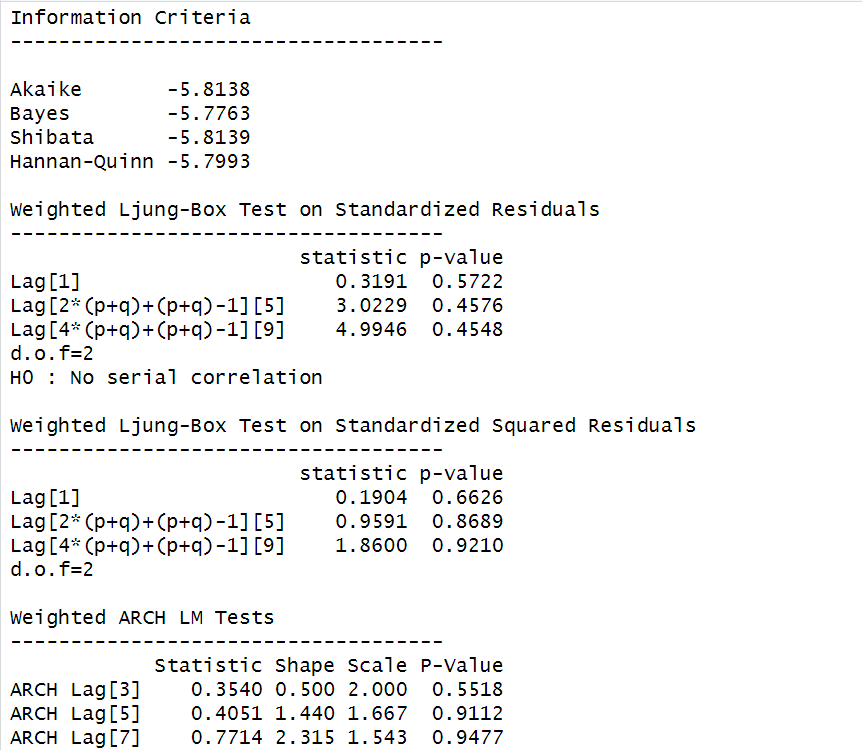 Information Criteria
------------------------------------
Akaike       -5.8138
Bayes        -5.7763
Shibata      -5.8139
Hannan-Quinn -5.7993
Weighted Ljung-Box Test on Standardized Residuals
------------------------------------
                        statistic p-value
Lag[1]                     0.3191  0.5722
Lag[2*(p+q)+(p+q)-1][5]    3.0229  0.4576
Lag[4*(p+q)+(p+q)-1][9]    4.9946  0.4548
d.o.f=2
H0 : No serial correlation
Weighted Ljung-Box Test on Standardized Squared Residuals
------------------------------------
                        statistic p-value
Lag[1]                     0.1904  0.6626
Lag[2*(p+q)+(p+q)-1][5]    0.9591  0.8689
Lag[4*(p+q)+(p+q)-1][9]    1.8600  0.9210
d.o.f=2
Weighted ARCH LM Tests
------------------------------------
            Statistic Shape Scale P-Value
ARCH Lag[3]    0.3540 0.500 2.000  0.5518
ARCH Lag[5]    0.4051 1.440 1.667  0.9112
ARCH Lag[7]    0.7714 2.315 1.543  0.9477